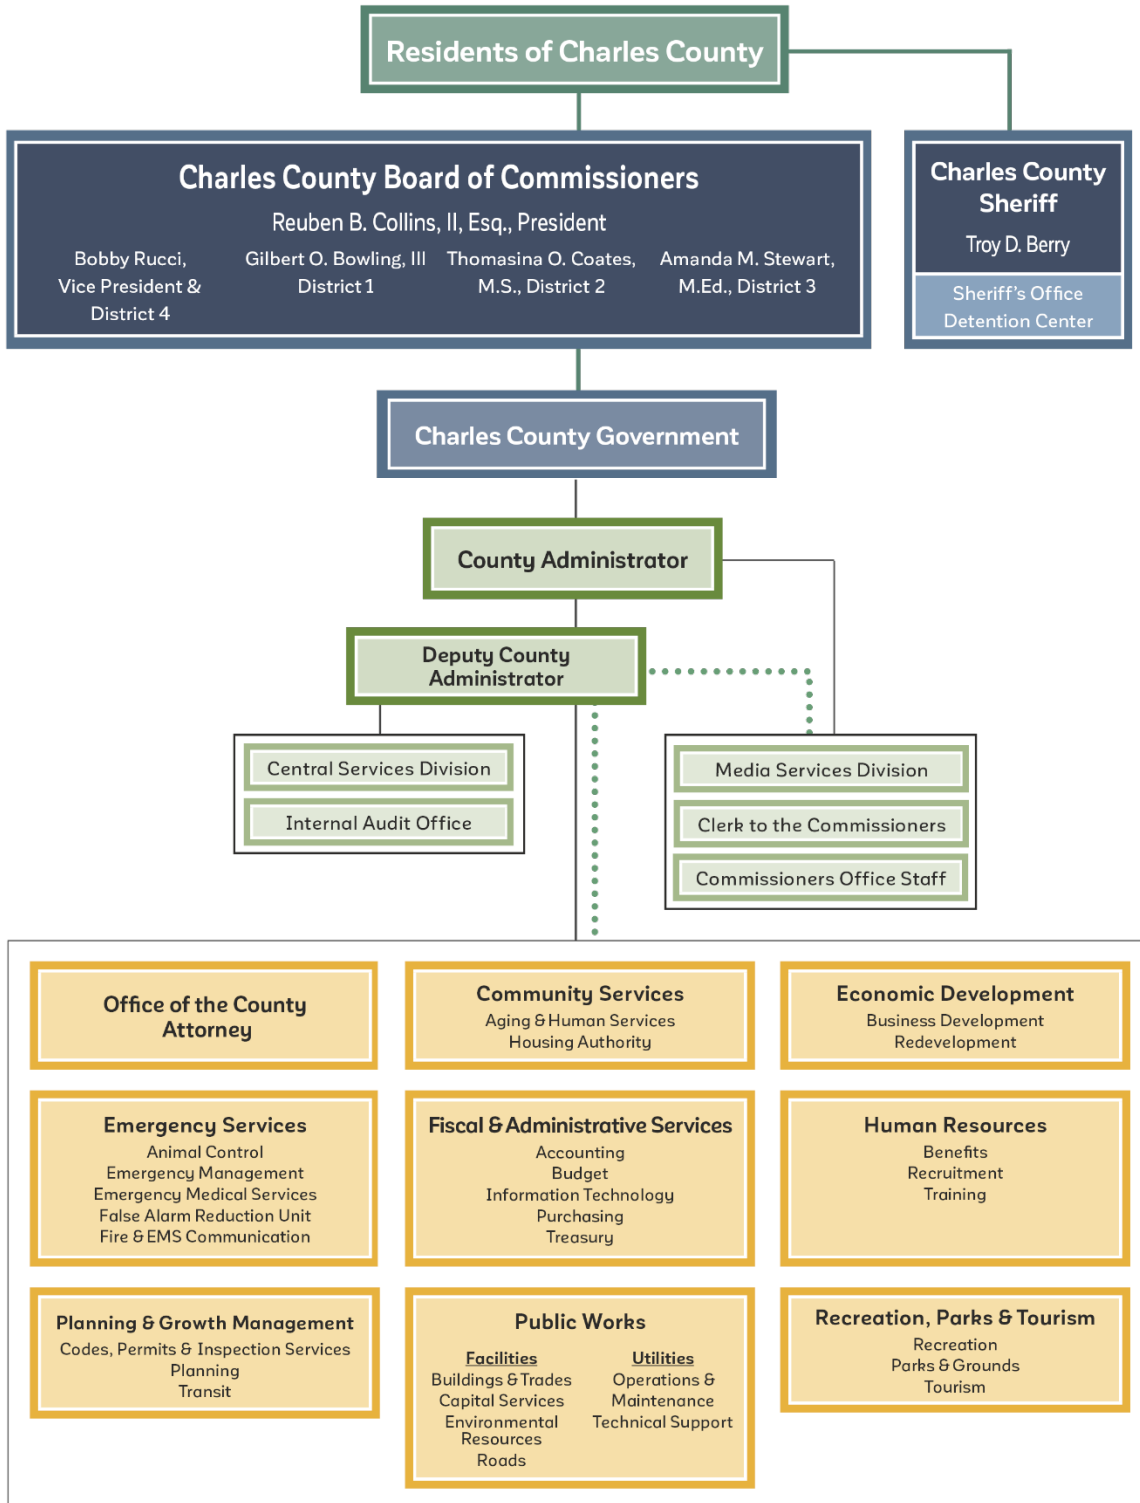 Residents of Charles County
Charles County Board of Commissioners
Reuben B. Collins, II, Esq., President
Bobby Rucci,
Vice President &
District 4
Gilbert O. Bowling, III
District 1
Thomasina O. Coates,
M.S., District 2
Amanda M. Stewart,
M.Ed., District 3
Charles County
Sheriff
Troy D. Berry
Sheriff's Office
Detention Center
Charles County Government
County Administrator
Deputy County
Administrator
Central Services Division
Internal Audit Office
Media Services Division
Clerk to the Commissioners
Commissioners Office Staff
Office of the County
Attorney
Community Services
Aging & Human Services
Housing Authority
Economic Development
Business Development
Redevelopment
Emergency Services
Animal Control
Emergency Management
Emergency Medical Services
False Alarm Reduction Unit
Fire & EMS Communication
Fiscal & Administrative Services
Accounting
Budget
Information Technology
Purchasing
Treasury
Human Resources
Benefits
Recruitment
Training
Planning & Growth Management
Codes, Permits & Inspection Services
Planning
Transit
Public Works
Facilities
Buildings & Trades
Capital Services
Environmental
Resources
Roads
Utilities
Operations &
Maintenance
Technical Support
Recreation, Parks & Tourism
Recreation
Parks & Grounds
Tourism